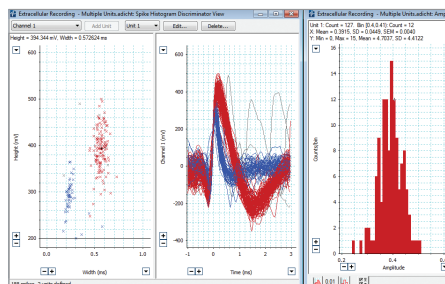 Extracellular Recording - Multiple Units.adicht: Spike Histogram Discriminator View
Channel 1 Add Unit Unit 1 Edit... Delete...
Height = 394.344 mV, Width = 0.572624 ms
600
500
400
300
200
Height (mV)
0.0 0.5 1.0
Width (ms)
600
400
200
0
-200
-400
Channel 1 (mV)
-1 0 1 2 3
Time (ms)
Extracellular Recording - Multiple Units.adicht: Amp
Unit 1: Count = 127. Bin [0.4,0.41): Count = 12
X: Mean = 0.3915, SD = 0.0449, SEM = 0.0040
Y: Min = 0, Max = 15, Mean = 4.7037, SD = 4.4122
16
14
12
10
8
6
4
2
0
Counts/bin
0.2 0.4
Amplitude
0.01